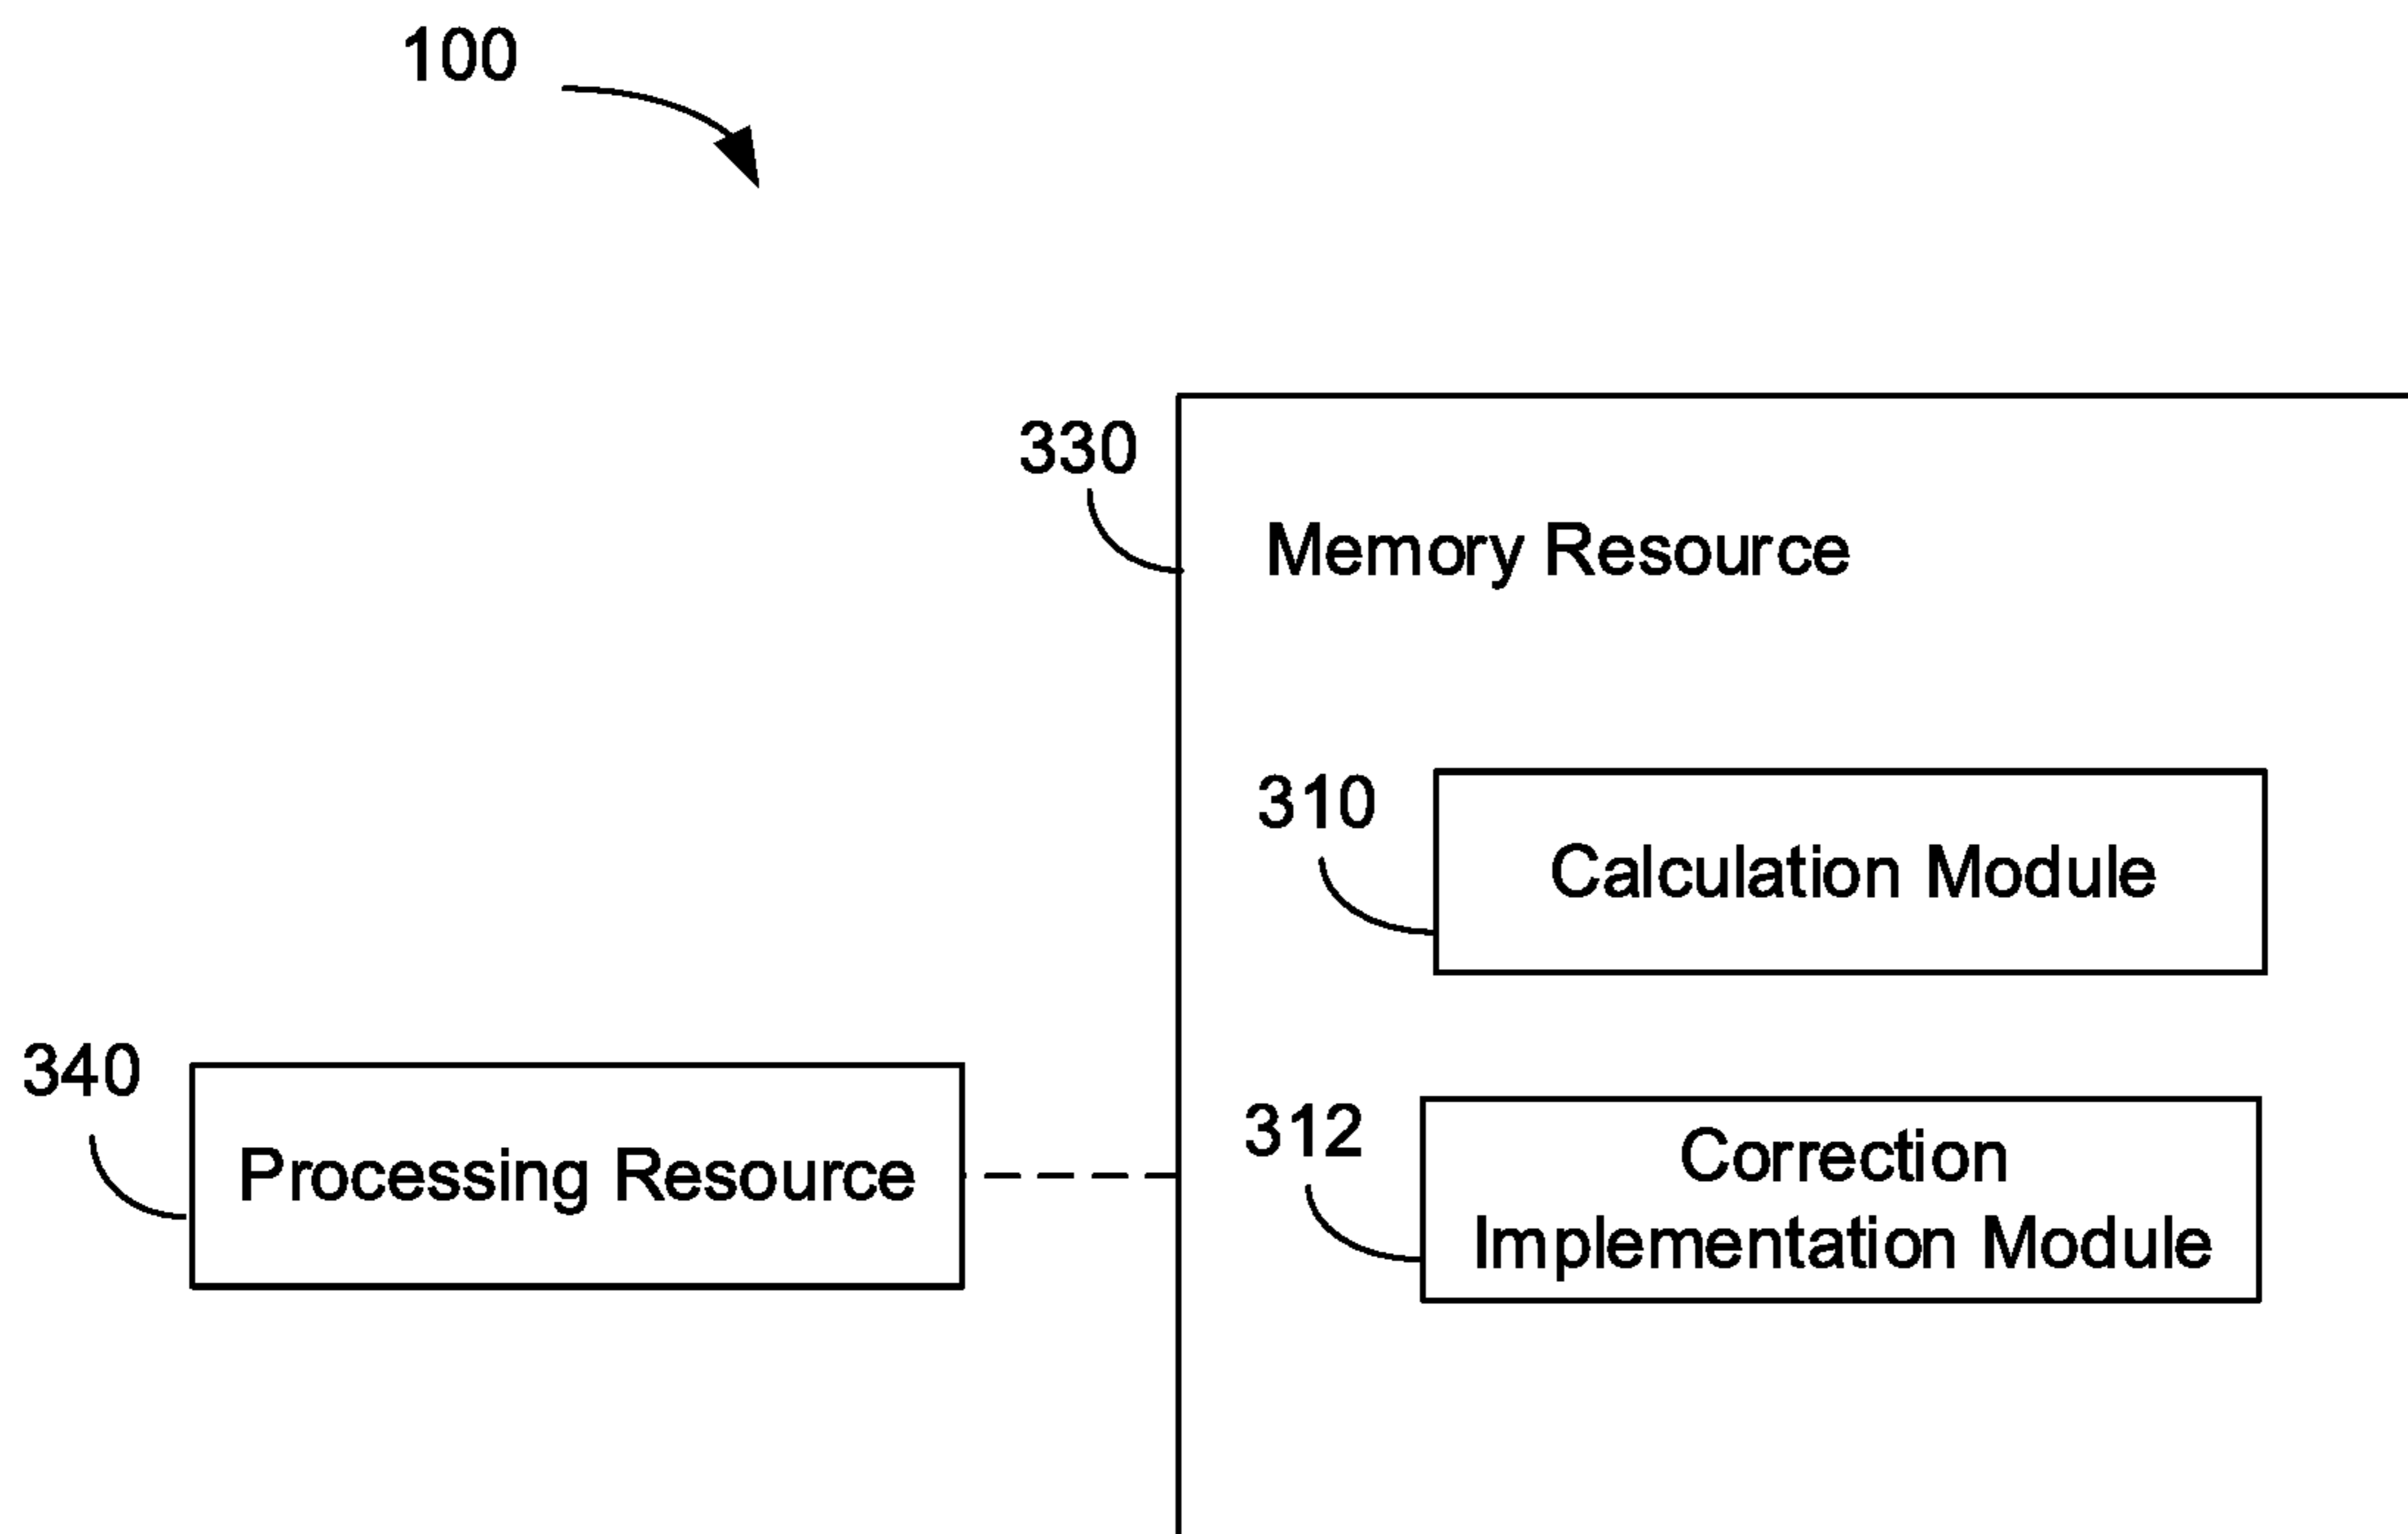 100
330
Memory Resource
310
Calculation Module
340
Processing Resource
312
Correction
Implementation Module